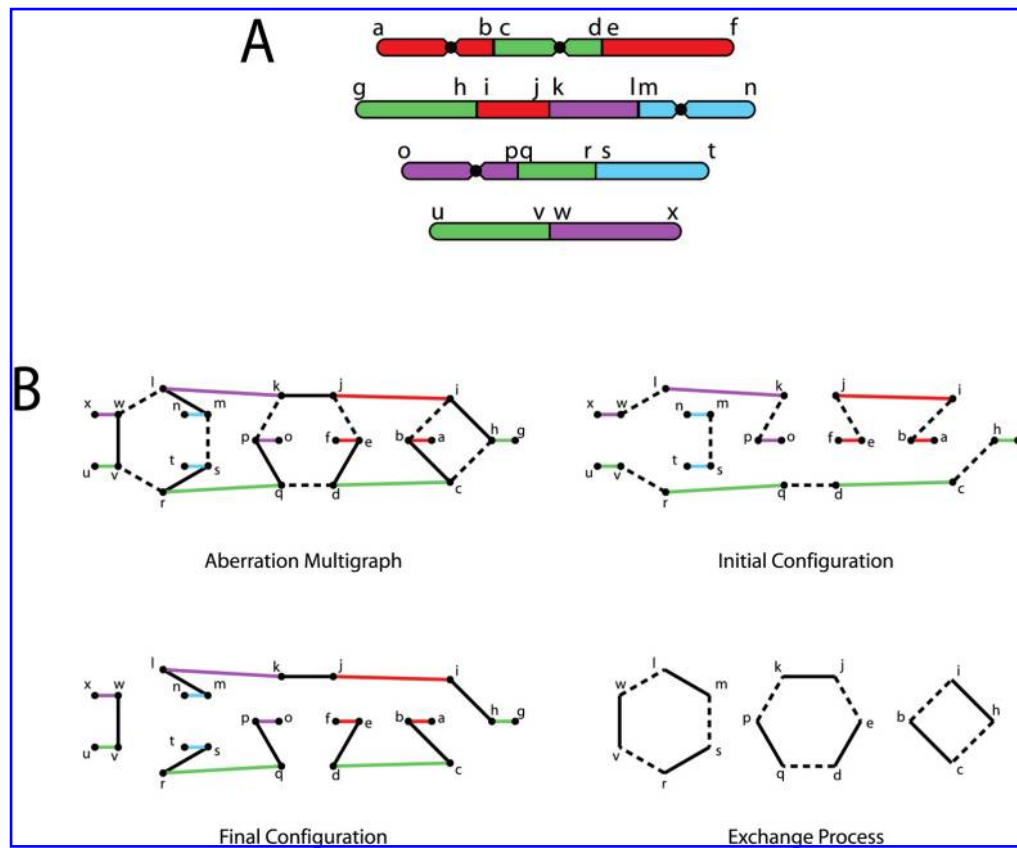 A
a b c d e f
g h i j k l m n
o p q r s t
u v w x
B
l k j i
x w n m p o f e b a h g
u v t s
r q d c
Aberration Multigraph
l k j i
x w n m p o f e b a h
u v t s
r q d c
Initial Configuration
l k j i
x w n m p o f e b a h g
u v t s
r q d c
Final Configuration
l k j i
w m p e b h
v s
r q d c
Exchange Process